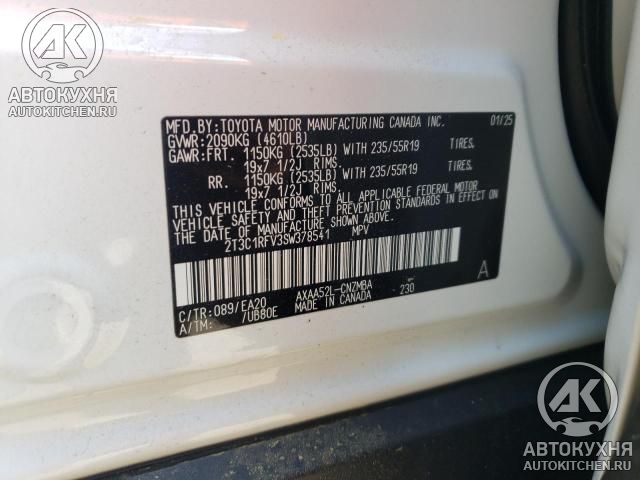 АК
АВТОКУХНЯ
AUTOKITCHEN.RU
MFD.BY:TOYOTA MOTOR MANUFACTURING CANADA INC. 01/25
GVWR:2090KG (4610LB)
GAWR:FRT. 1150KG (2535LB) WITH 235/55R19 TIRES.
19x7 1/2J RIMS.
RR. 1150KG (2535LB) WITH 235/55R19 TIRES.
19x7 1/2J RIMS.
THIS VEHICLE CONFORMS TO ALL APPLICABLE FEDERAL MOTOR
VEHICLE SAFETY AND THEFT PREVENTION STANDARDS IN EFFECT ON
THE DATE OF MANUFACTURE SHOWN ABOVE.
2T3C1RFV3SW378541 MPV
C/TR:089/EA20 AXAA52L-CNZMBA 230 A
A/TM: /UB80E MADE IN CANADA
АК
АВТОКУХНЯ
AUTOKITCHEN.RU